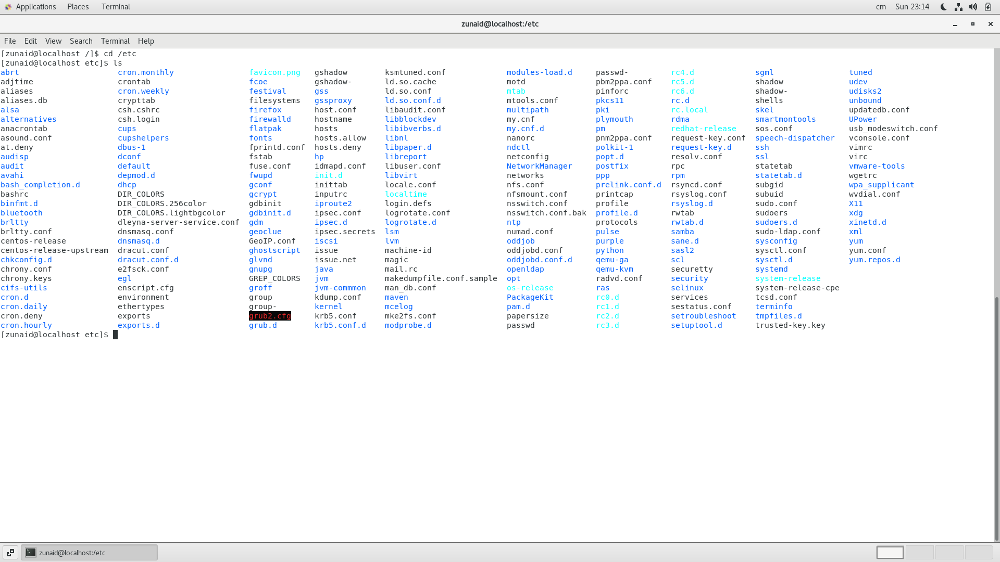 Applications Places Terminal cm Sun 23:14
zunaid@localhost:/etc
File Edit View Search Terminal Help
[zunaid@localhost /]$ cd /etc
[zunaid@localhost etc]$ ls
abrt cron.monthly favicon.png gshadow ksmtuned.conf modules-load.d passwd- rc4.d sgml tuned
adjtime crontab fcoe gshadow- ld.so.cache motd pbm2ppa.conf rc5.d shadow udev
aliases cron.weekly festival gss ld.so.conf mtab pinforc rc6.d shadow- udisks2
aliases.db crypttab filesystems gssproxy ld.so.conf.d mtools.conf pkcs11 rc.d shells unbound
alsa csh.cshrc firefox host.conf libaudit.conf multipath pki rc.local skel updatedb.conf
alternatives csh.login firewalld hostname libblockdev my.cnf plymouth rdma smartmontools UPower
anacrontab cups flatpak hosts libibverbs.d my.cnf.d pm redhat-release sos.conf usb_modeswitch.conf
asound.conf cupshelpers fonts hosts.allow libnl nanorc pnm2ppa.conf request-key.conf speech-dispatcher vconsole.conf
at.deny dbus-1 fprintd.conf hosts.deny libpaper.d ndctl polkit-1 request-key.d ssh vimrc
audisp dconf fstab hp libreport netconfig popt.d resolv.conf ssl virc
audit default fuse.conf idmapd.conf libuser.conf NetworkManager postfix rpc statetab vmware-tools
avahi depmod.d fwupd init.d libvirt networks ppp rpm statetab.d wgetrc
bash_completion.d dhcp gconf inittab locale.conf nfs.conf prelink.conf.d rsyncd.conf subgid wpa_supplicant
bashrc DIR_COLORS gcrypt inputrc localtime nfsmount.conf printcap rsyslog.conf subuid wvdial.conf
binfmt.d DIR_COLORS.256color gdbinit iproute2 login.defs nsswitch.conf profile rsyslog.d sudo.conf X11
bluetooth DIR_COLORS.lightbgcolor gdbinit.d ipsec.conf logrotate.conf nsswitch.conf.bak profile.d rwtab sudoers xdg
brltty dleyna-server-service.conf gdm ipsec.d logrotate.d ntp protocols rwtab.d sudoers.d xinetd.d
brltty.conf dnsmasq.conf geoclue ipsec.secrets lsm numad.conf pulse samba sudo-ldap.conf xml
centos-release dnsmasq.d GeoIP.conf iscsi lvm oddjob purple sane.d sysconfig yum
centos-release-upstream dracut.conf ghostscript issue machine-id oddjobd.conf python sasl2 sysctl.conf yum.conf
chkconfig.d dracut.conf.d glvnd issue.net magic oddjobd.conf.d qemu-ga scl sysctl.d yum.repos.d
chrony.conf e2fsck.conf gnupg java mail.rc openldap qemu-kvm securetty systemd
chrony.keys egl GREP_COLORS jvm makedumpfile.conf.sample opt radvd.conf security system-release
cifs-utils enscript.cfg groff jvm-commmon man_db.conf os-release ras selinux system-release-cpe
cron.d environment group kdump.conf maven PackageKit rc0.d services tcsd.conf
cron.daily ethertypes group- kernel mcelog pam.d rc1.d sestatus.conf terminfo
cron.deny exports grub2.cfg krb5.conf mke2fs.conf papersize rc2.d setroubleshoot tmpfiles.d
cron.hourly exports.d grub.d krb5.conf.d modprobe.d passwd rc3.d setuptool.d trusted-key.key
[zunaid@localhost etc]$
zunaid@localhost:/etc